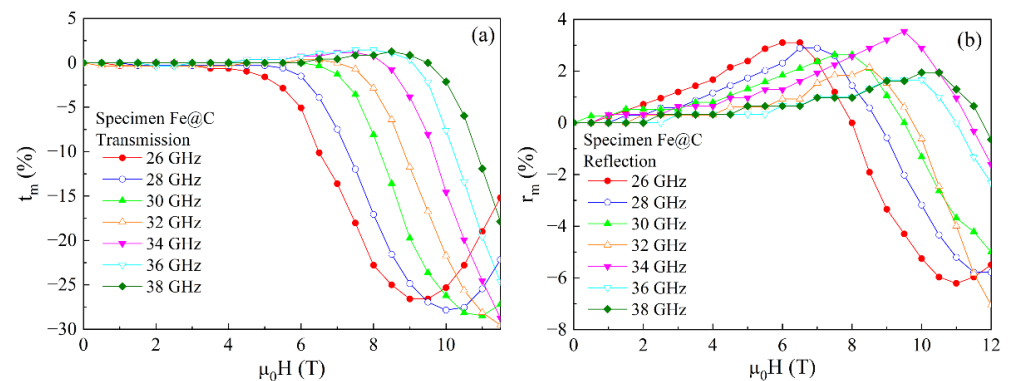 (a)
5
0
−5
−10
−15
−20
−25
−30
t_m (%)
Specimen Fe@C
Transmission
26 GHz
28 GHz
30 GHz
32 GHz
34 GHz
36 GHz
38 GHz
0 2 4 6 8 10
μ₀H (T)
(b)
4
2
0
−2
−4
−6
−8
r_m (%)
Specimen Fe@C
Reflection
26 GHz
28 GHz
30 GHz
32 GHz
34 GHz
36 GHz
38 GHz
0 2 4 6 8 10 12
μ₀H (T)